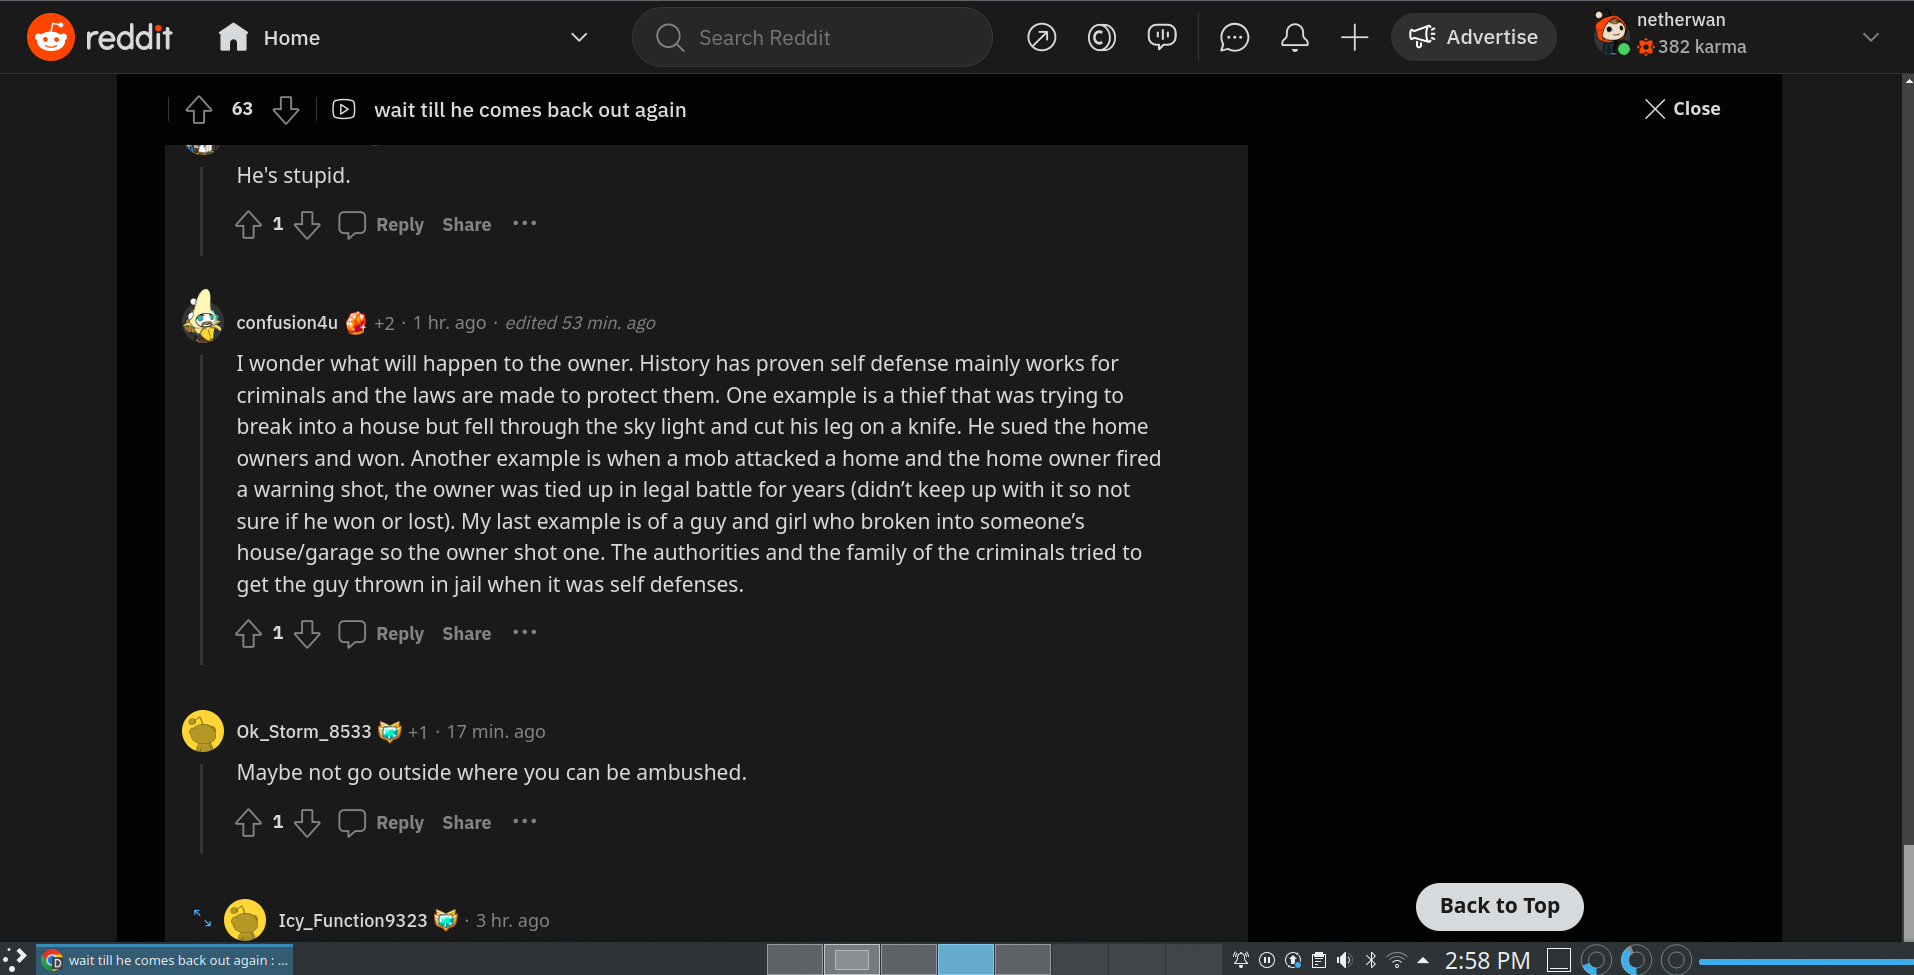 reddit
Home
Search Reddit
Advertise
netherwan
382 karma
63
wait till he comes back out again
Close
He's stupid.
1 Reply Share ···
confusion4u +2 · 1 hr. ago · edited 53 min. ago
I wonder what will happen to the owner. History has proven self defense mainly works for
criminals and the laws are made to protect them. One example is a thief that was trying to
break into a house but fell through the sky light and cut his leg on a knife. He sued the home
owners and won. Another example is when a mob attacked a home and the home owner fired
a warning shot, the owner was tied up in legal battle for years (didn’t keep up with it so not
sure if he won or lost). My last example is of a guy and girl who broken into someone’s
house/garage so the owner shot one. The authorities and the family of the criminals tried to
get the guy thrown in jail when it was self defenses.
1 Reply Share ···
Ok_Storm_8533 +1 · 17 min. ago
Maybe not go outside where you can be ambushed.
1 Reply Share ···
Back to Top
Icy_Function9323 · 3 hr. ago
wait till he comes back out again : ...
2:58 PM